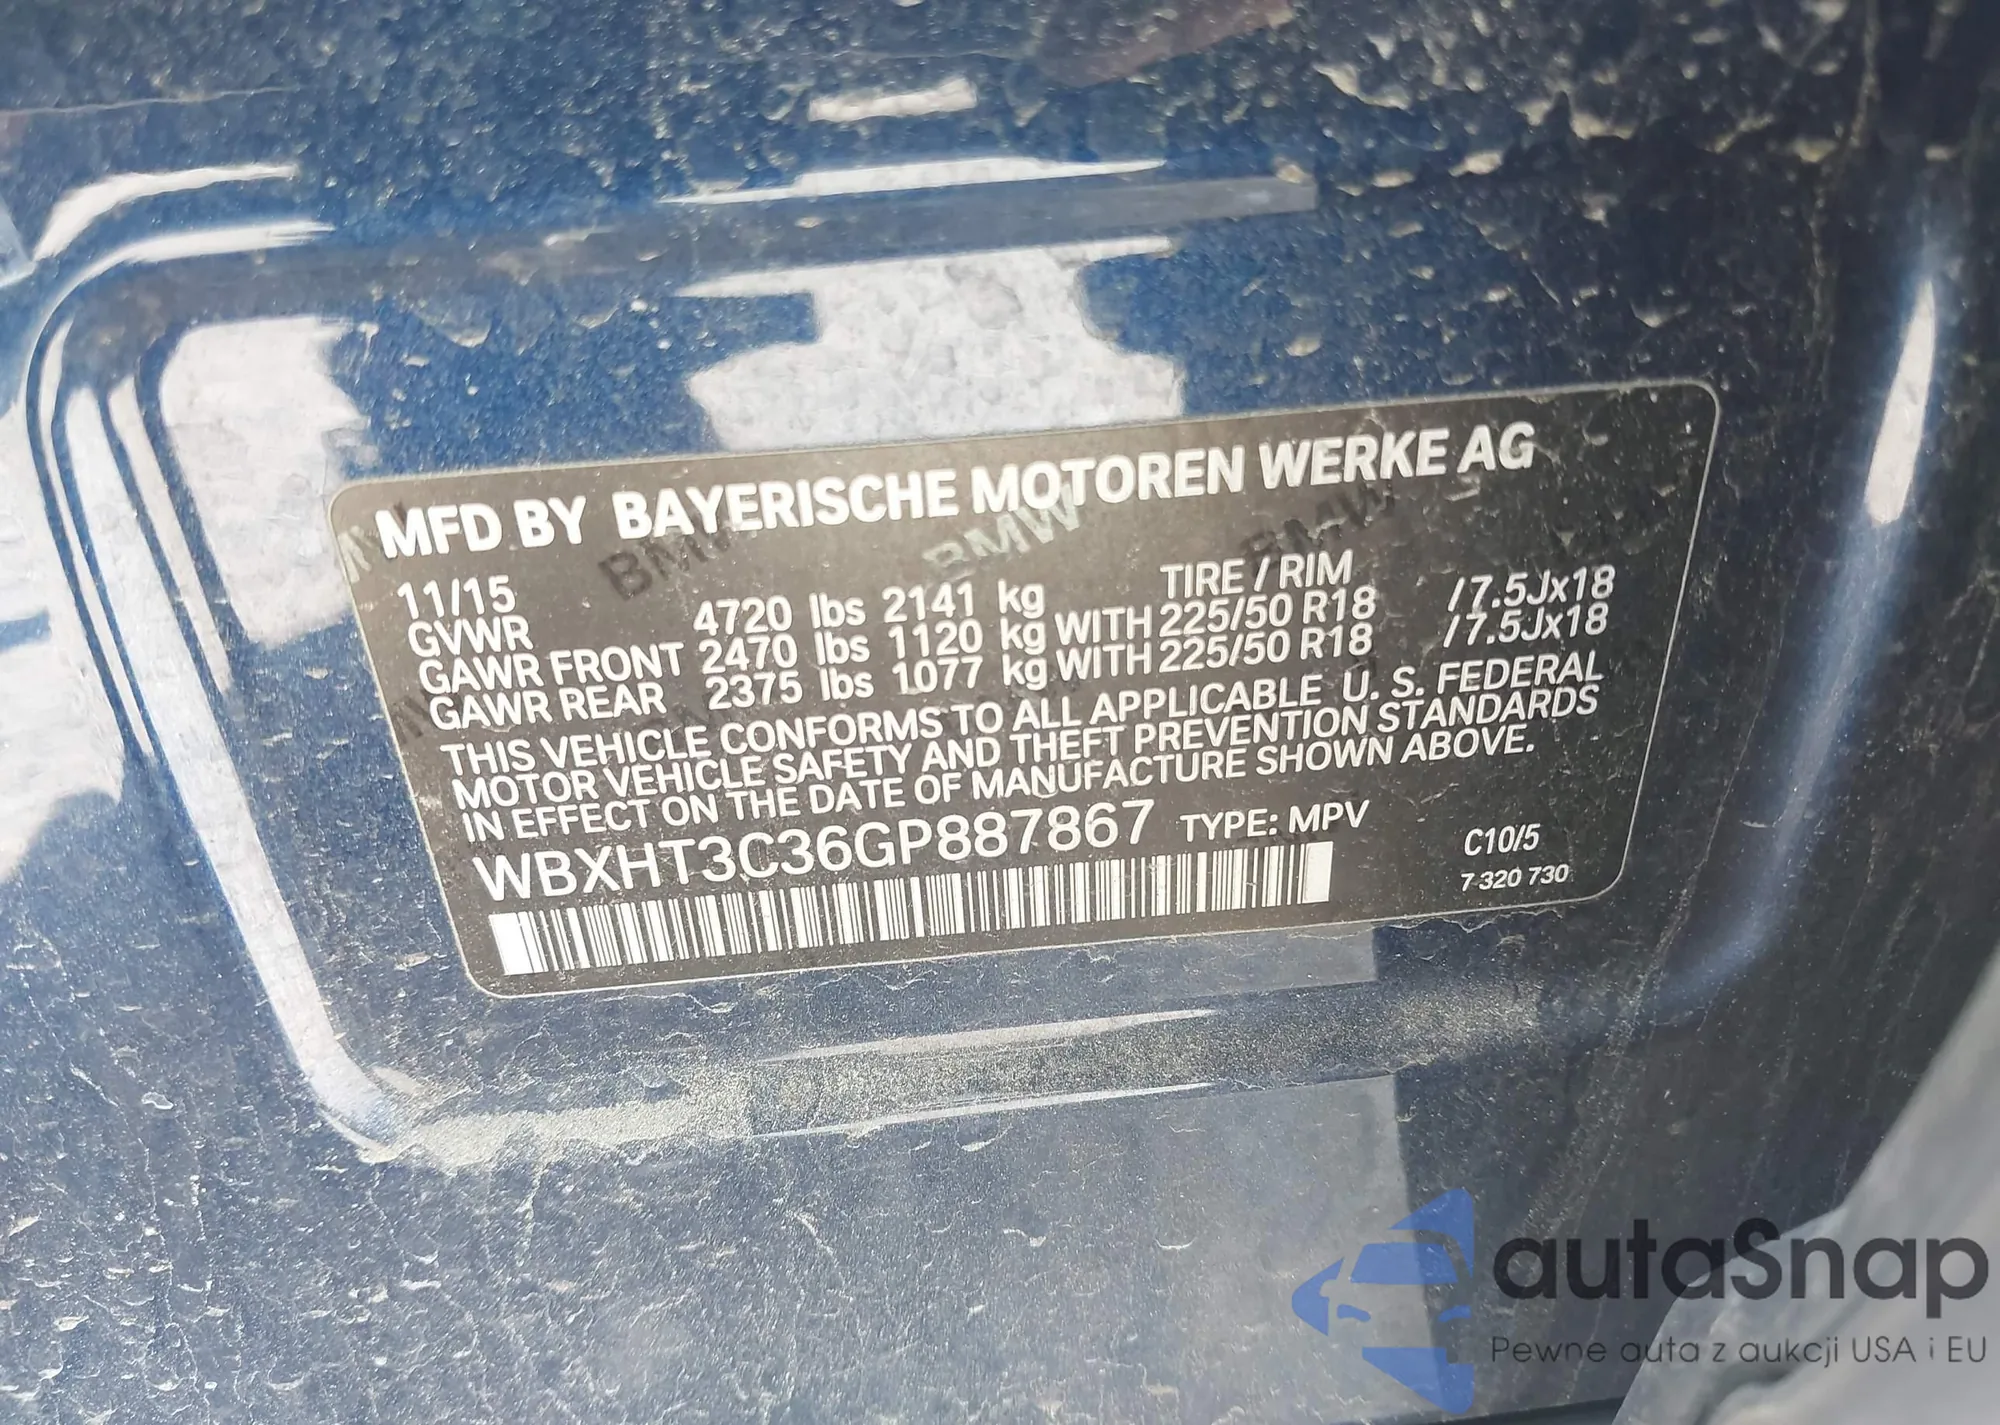 MFD BY BAYERISCHE MOTOREN WERKE AG
11/15 TIRE / RIM
GVWR 4720 lbs 2141 kg
GAWR FRONT 2470 lbs 1120 kg WITH 225/50 R18 / 7.5Jx18
GAWR REAR 2375 lbs 1077 kg WITH 225/50 R18 / 7.5Jx18
THIS VEHICLE CONFORMS TO ALL APPLICABLE U. S. FEDERAL
MOTOR VEHICLE SAFETY AND THEFT PREVENTION STANDARDS
IN EFFECT ON THE DATE OF MANUFACTURE SHOWN ABOVE.
WBXHT3C36GP887867 TYPE: MPV
C10/5
7 320 730
BMW BMW BMW
autaSnap
Pewne auta z aukcji USA i EU